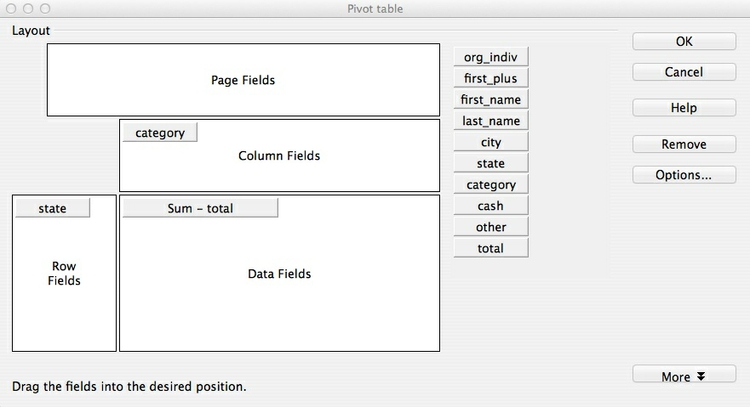 Pivot table
Layout
Page Fields
category
Column Fields
state
Sum – total
Row
Fields
Data Fields
org_indiv
first_plus
first_name
last_name
city
state
category
cash
other
total
OK
Cancel
Help
Remove
Options...
More
Drag the fields into the desired position.